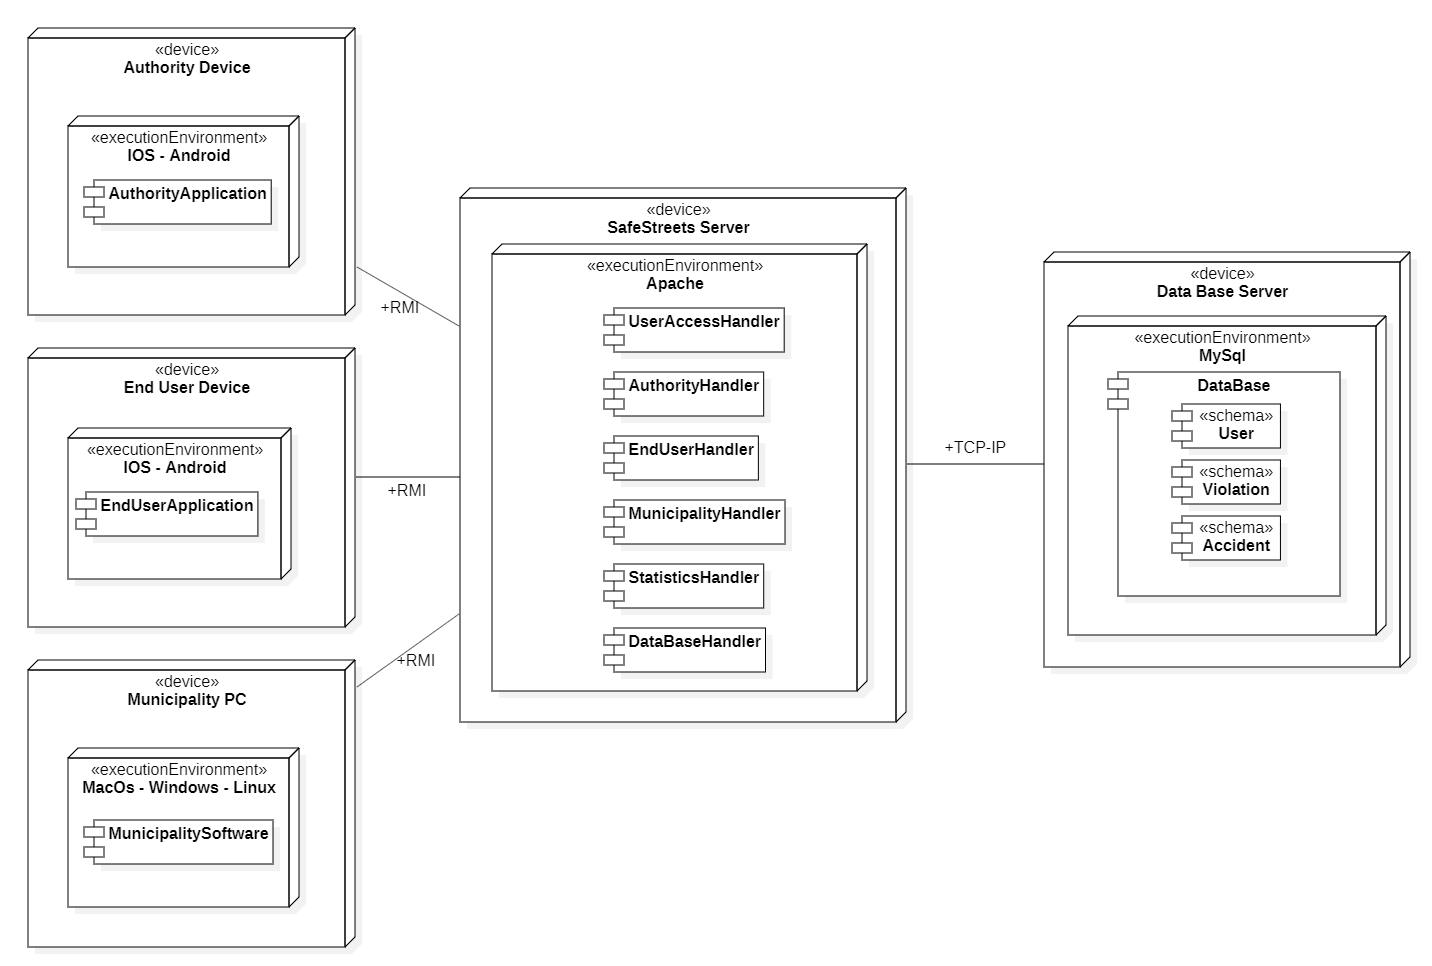 «device»
Authority Device
«executionEnvironment»
IOS - Android
AuthorityApplication
+RMI
«device»
End User Device
«executionEnvironment»
IOS - Android
EndUserApplication
+RMI
«device»
Municipality PC
«executionEnvironment»
MacOs - Windows - Linux
MunicipalitySoftware
+RMI
«device»
SafeStreets Server
«executionEnvironment»
Apache
UserAccessHandler
AuthorityHandler
EndUserHandler
MunicipalityHandler
StatisticsHandler
DataBaseHandler
+TCP-IP
«device»
Data Base Server
«executionEnvironment»
MySql
DataBase
«schema»
User
«schema»
Violation
«schema»
Accident